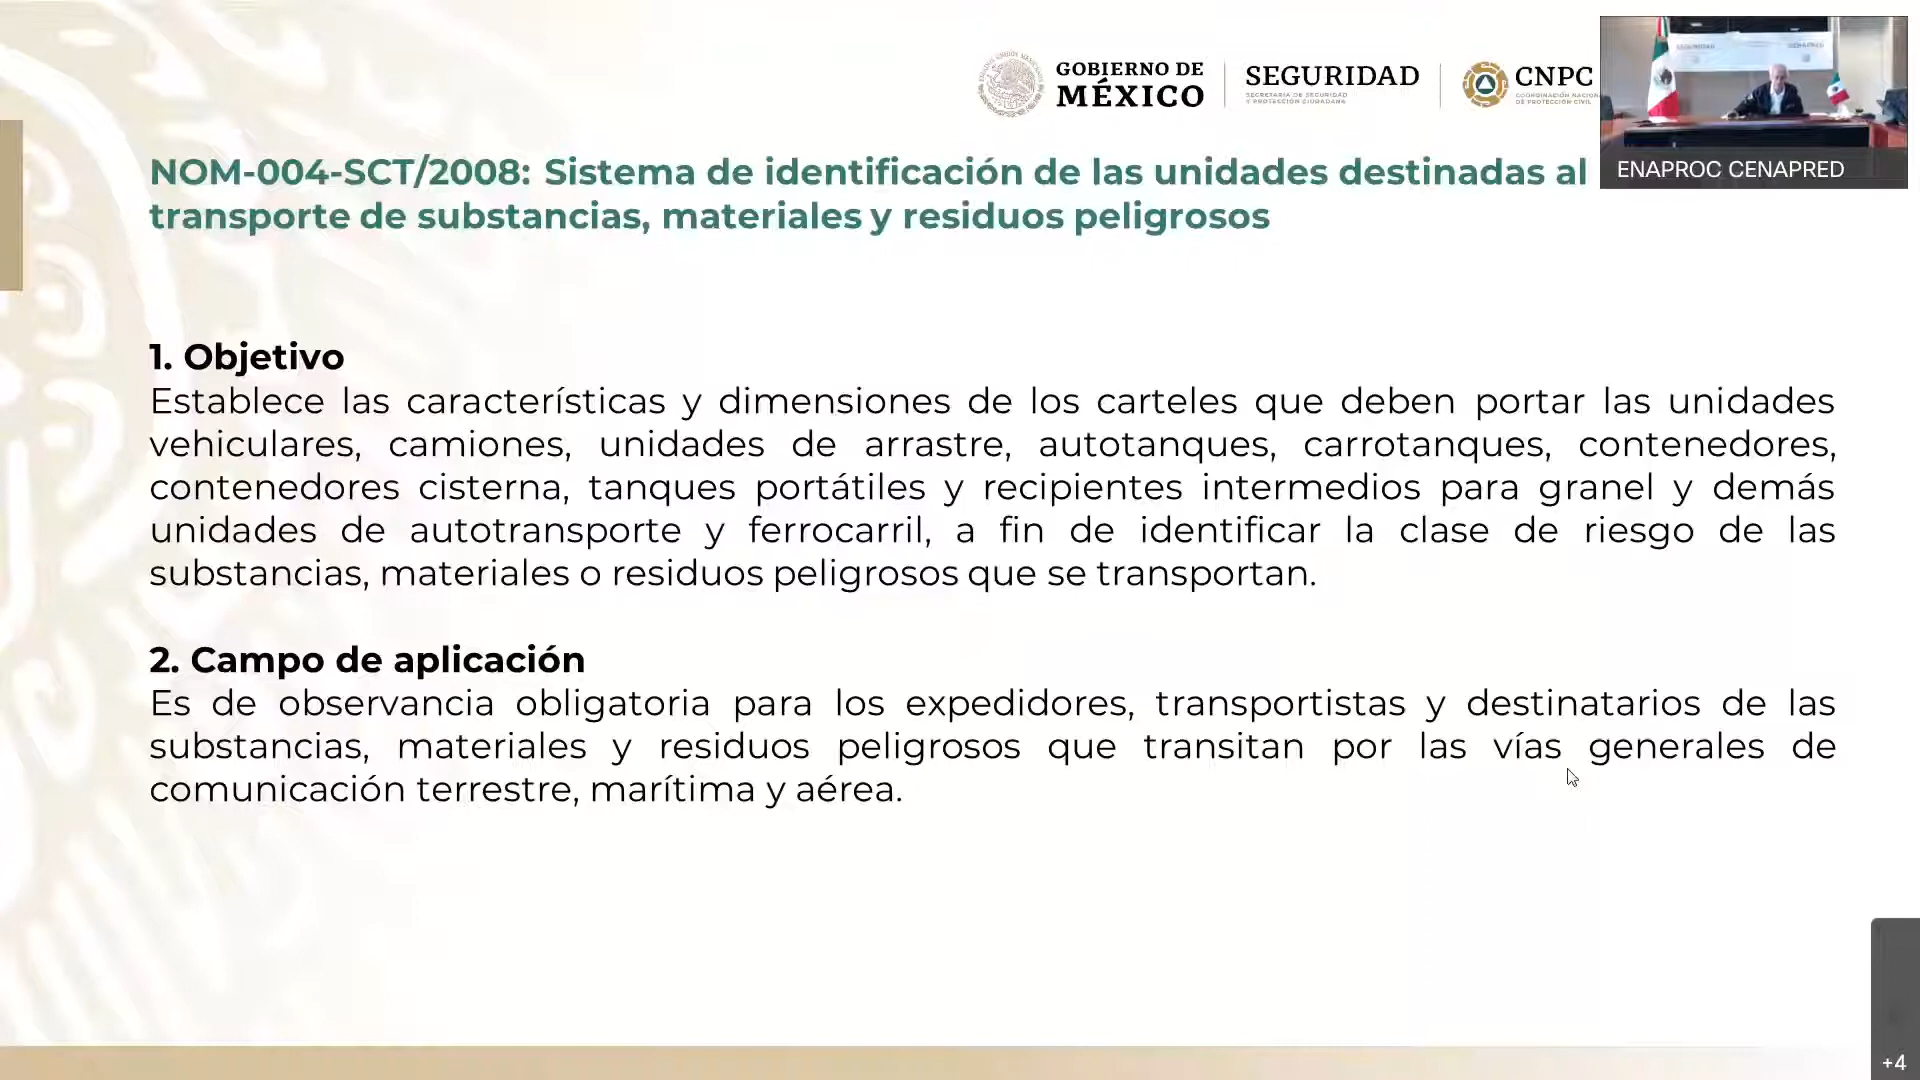 GOBIERNO DE
MÉXICO
SEGURIDAD
SECRETARÍA DE SEGURIDAD
Y PROTECCIÓN CIUDADANA
CNPC
COORDINACIÓN
DE PROTECCIÓN CIVIL
ENAPROC CENAPRED
NOM-004-SCT/2008: Sistema de identificación de las unidades destinadas al
transporte de substancias, materiales y residuos peligrosos
1. Objetivo
Establece las características y dimensiones de los carteles que deben portar las unidades
vehiculares, camiones, unidades de arrastre, autotanques, carrotanques, contenedores,
contenedores cisterna, tanques portátiles y recipientes intermedios para granel y demás
unidades de autotransporte y ferrocarril, a fin de identificar la clase de riesgo de las
substancias, materiales o residuos peligrosos que se transportan.
2. Campo de aplicación
Es de observancia obligatoria para los expedidores, transportistas y destinatarios de las
substancias, materiales y residuos peligrosos que transitan por las vías generales de
comunicación terrestre, marítima y aérea.
+4